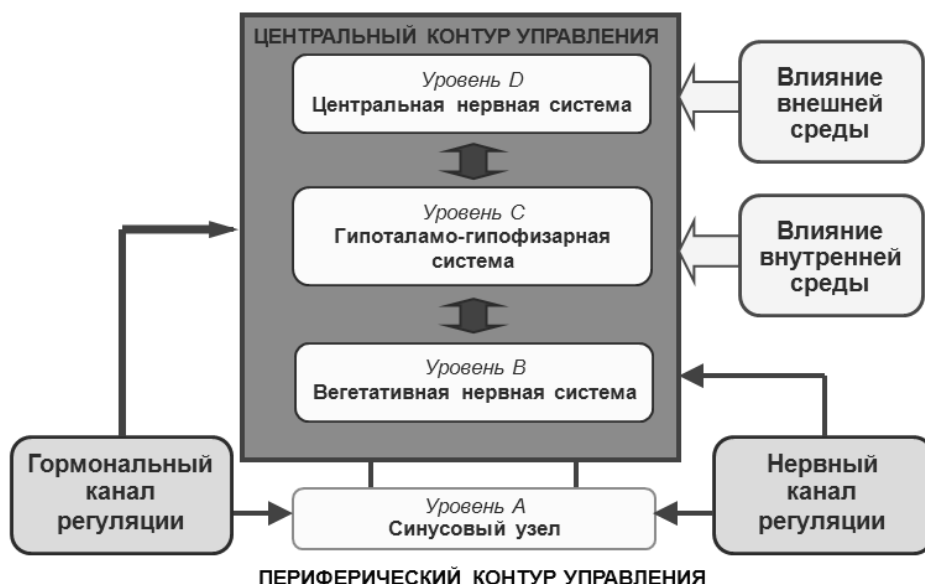 ЦЕНТРАЛЬНЫЙ КОНТУР УПРАВЛЕНИЯ
Уровень D
Центральная нервная система
Влияние
внешней
среды
Уровень C
Гипоталамо-гипофизарная
система
Влияние
внутренней
среды
Уровень B
Вегетативная нервная система
Гормональный
канал
регуляции
Уровень A
Синусовый узел
Нервный
канал
регуляции
ПЕРИФЕРИЧЕСКИЙ КОНТУР УПРАВЛЕНИЯ